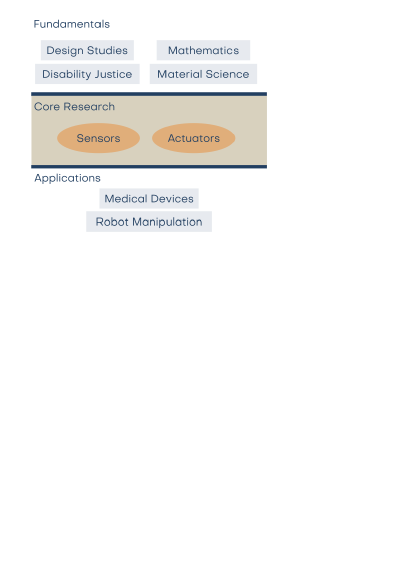 Fundamentals
Design Studies
Mathematics
Disability Justice
Material Science
Core Research
Sensors
Actuators
Applications
Medical Devices
Robot Manipulation